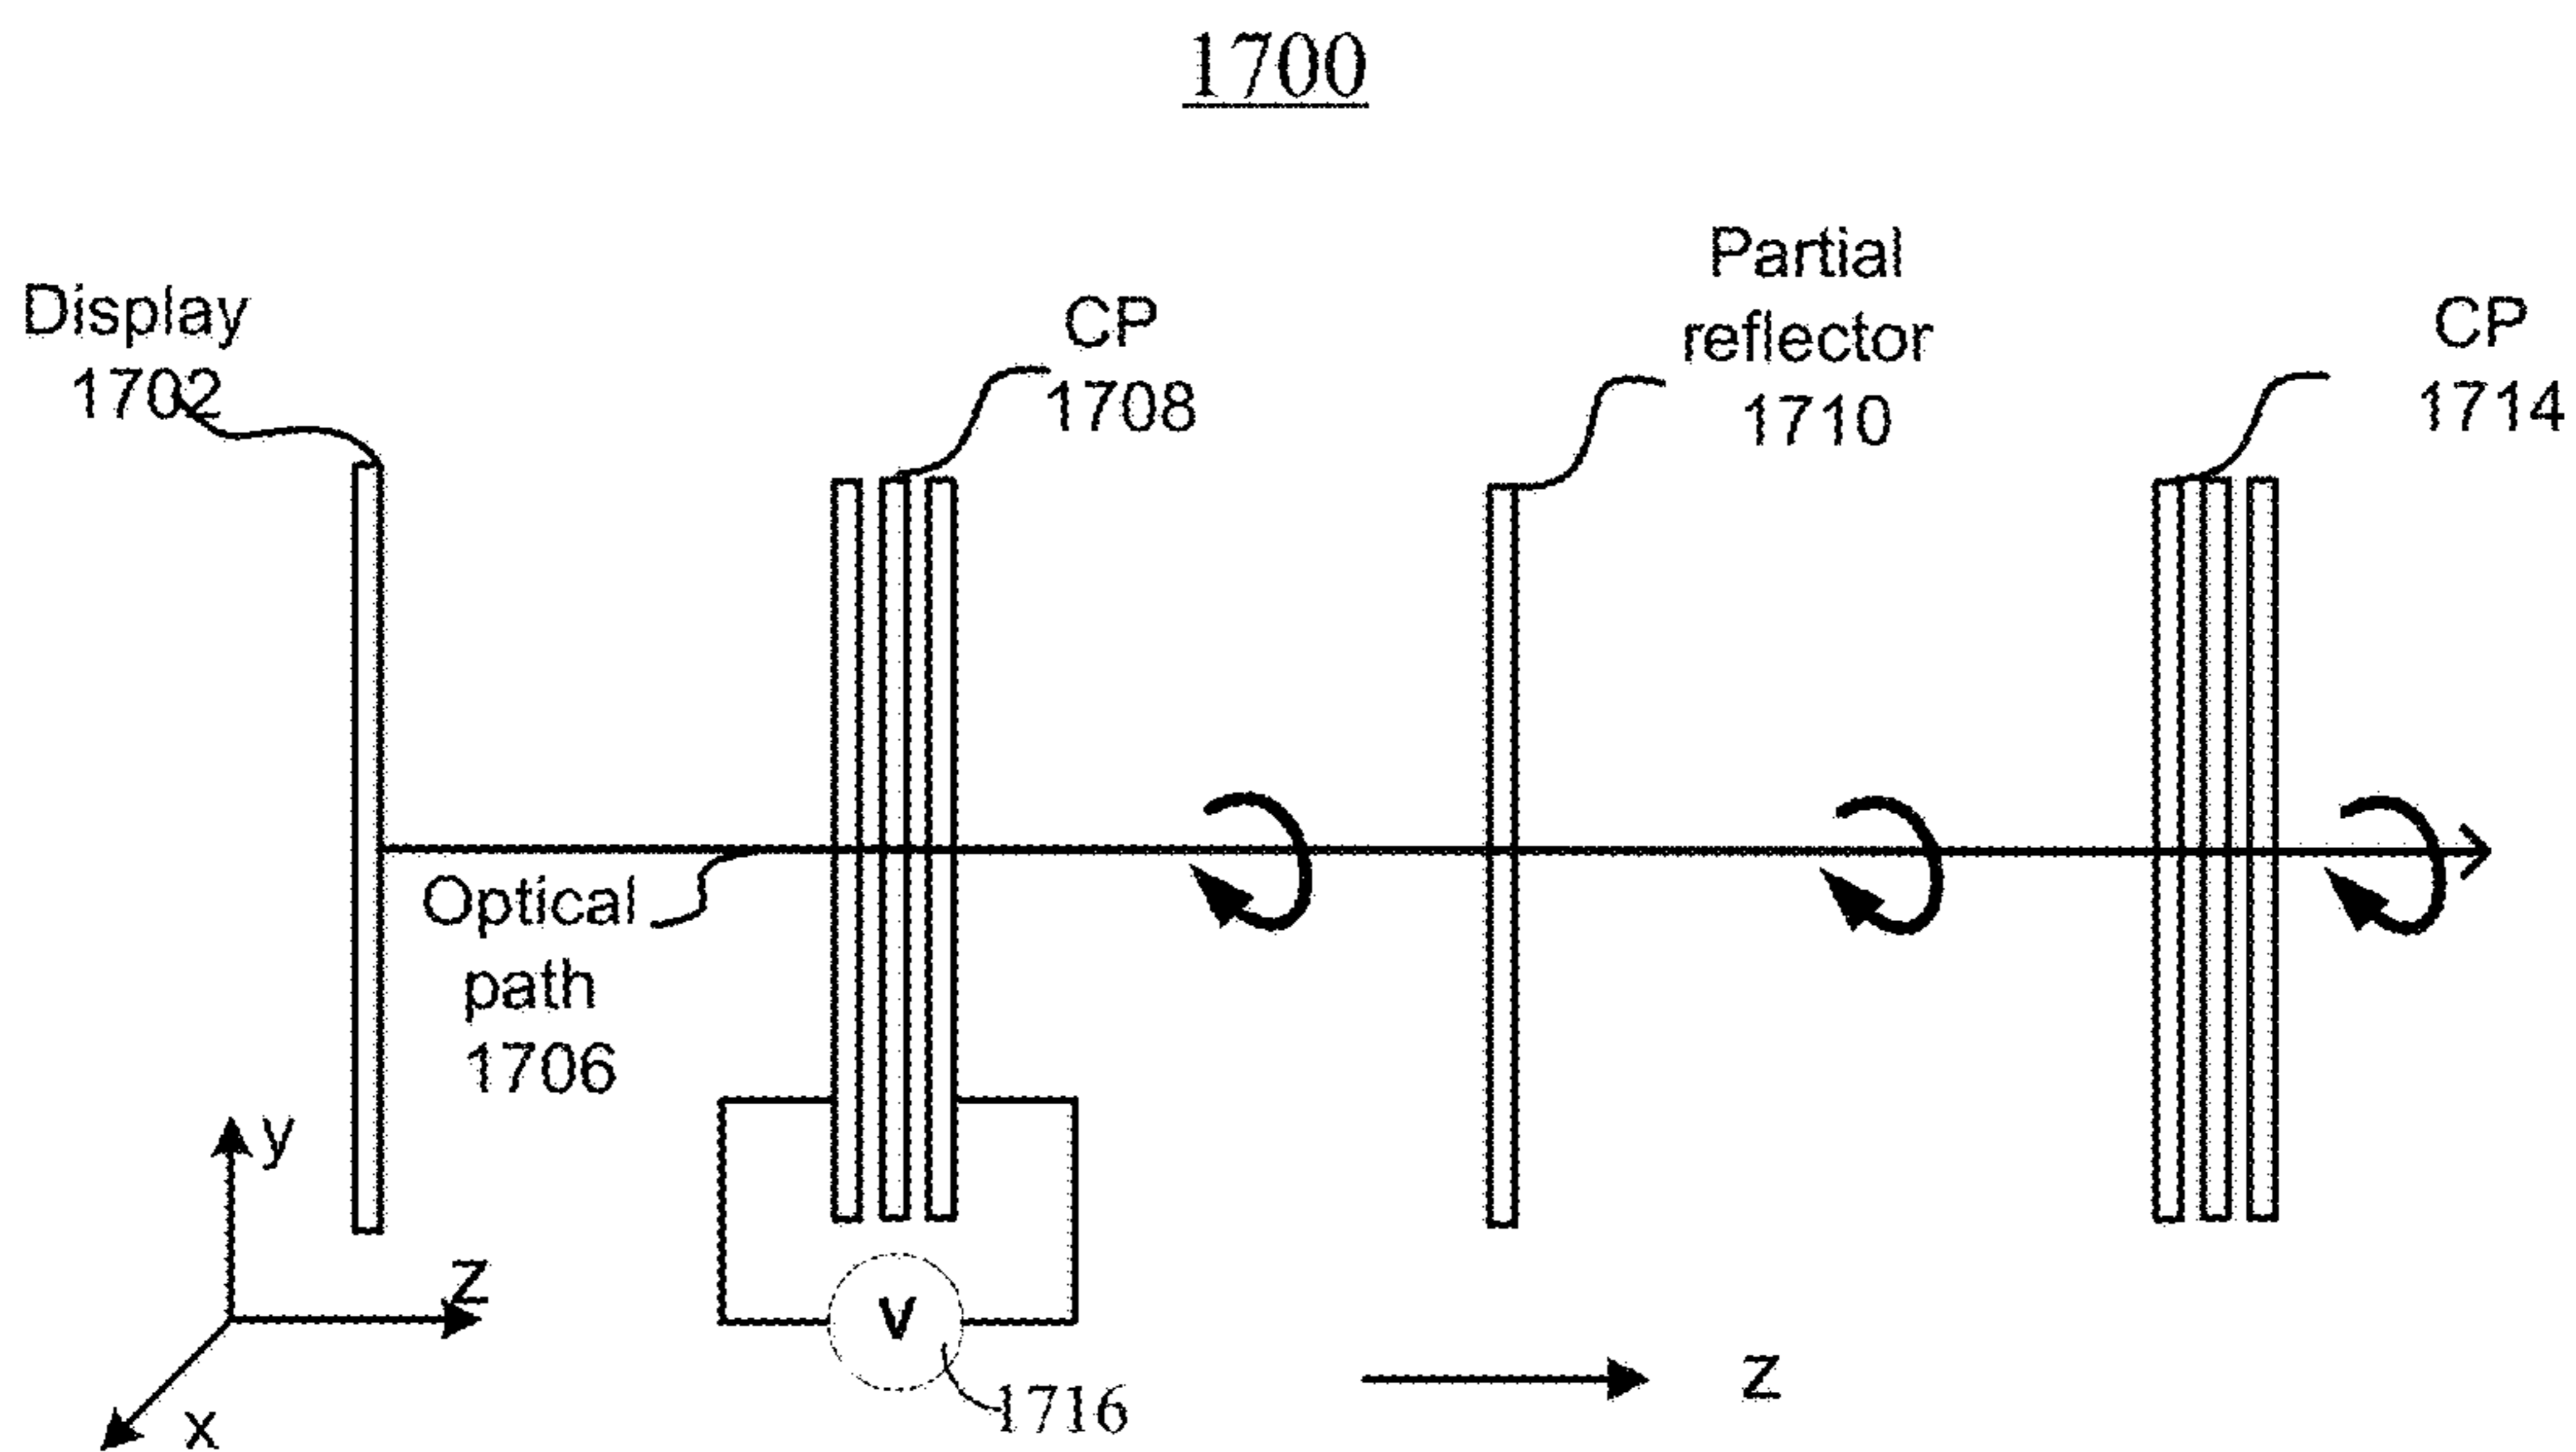 1700
Display
1702
CP
1708
Partial
reflector
1710
CP
1714
Optical
path
1706
y
z
x
V
1716
z